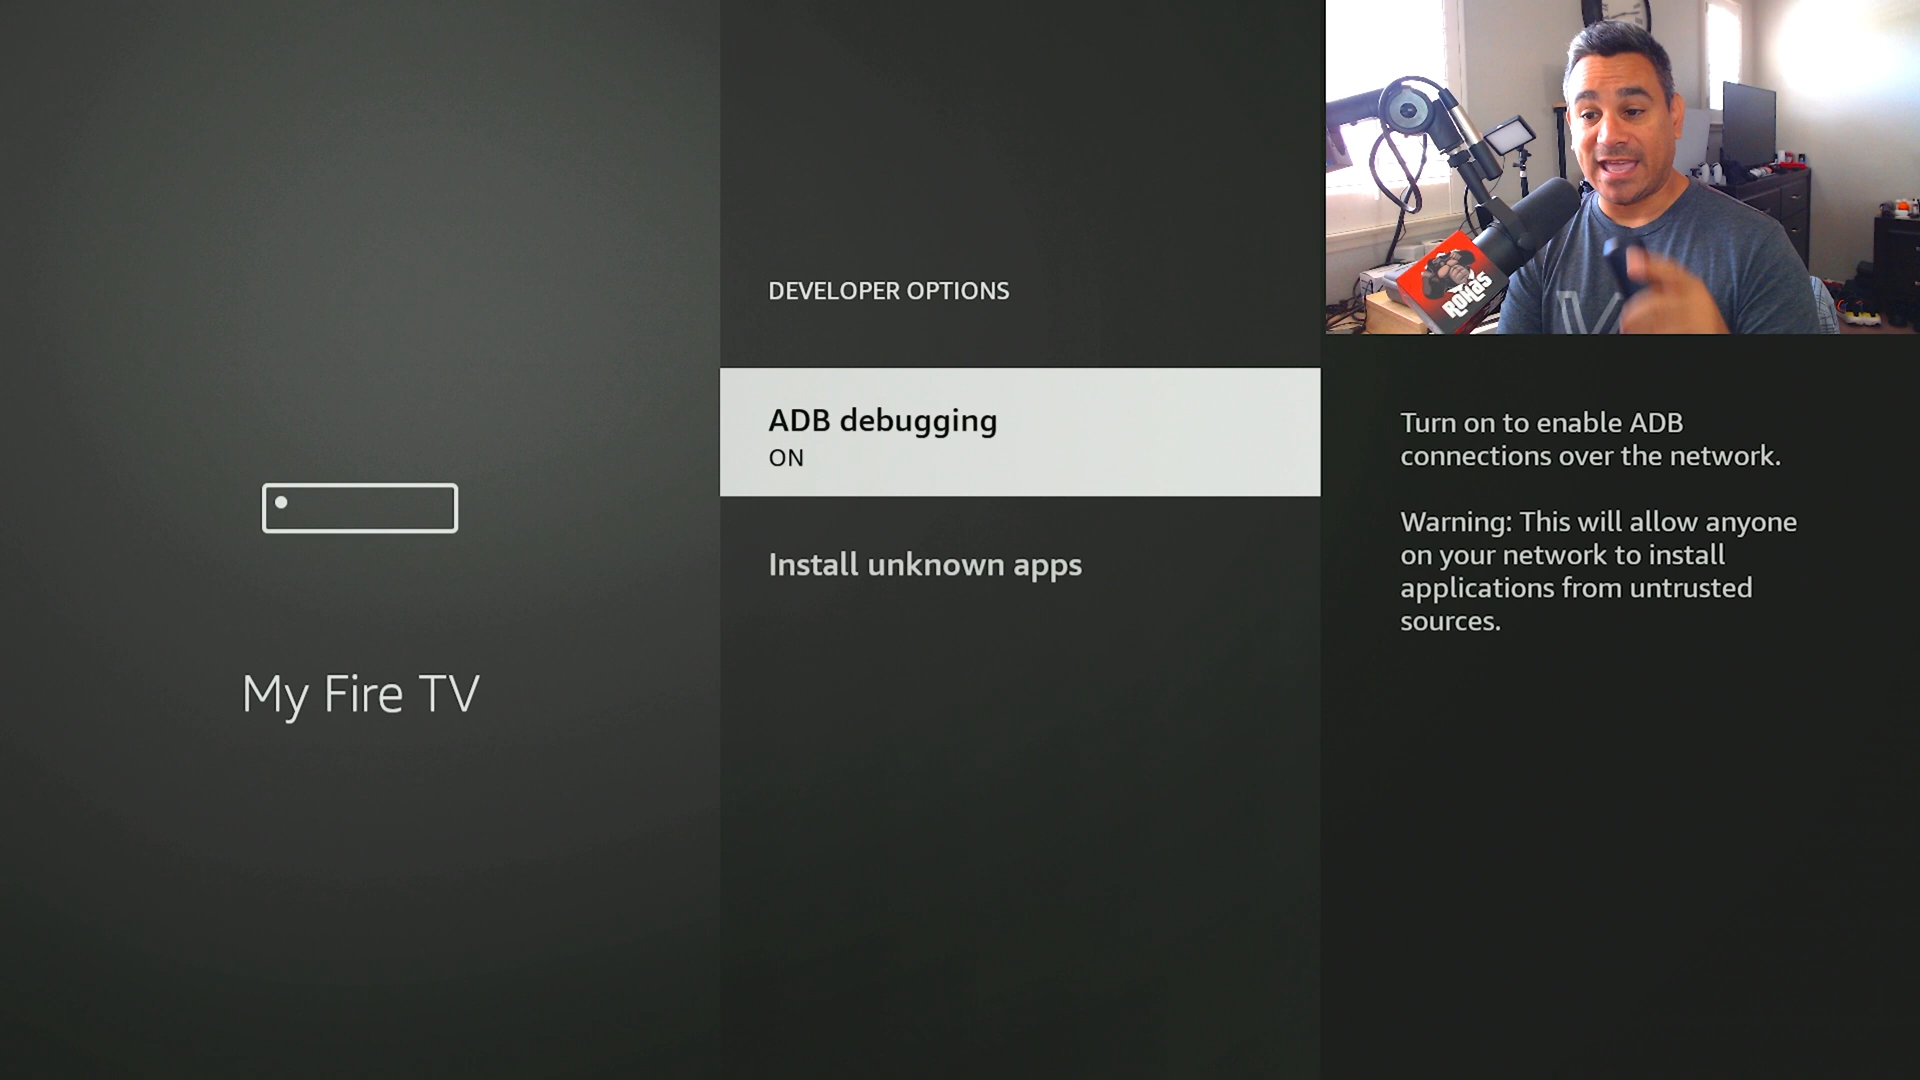 DEVELOPER OPTIONS
ADB debugging
ON
Install unknown apps
My Fire TV
Turn on to enable ADB
connections over the network.
Warning: This will allow anyone
on your network to install
applications from untrusted
sources.
ROKAS